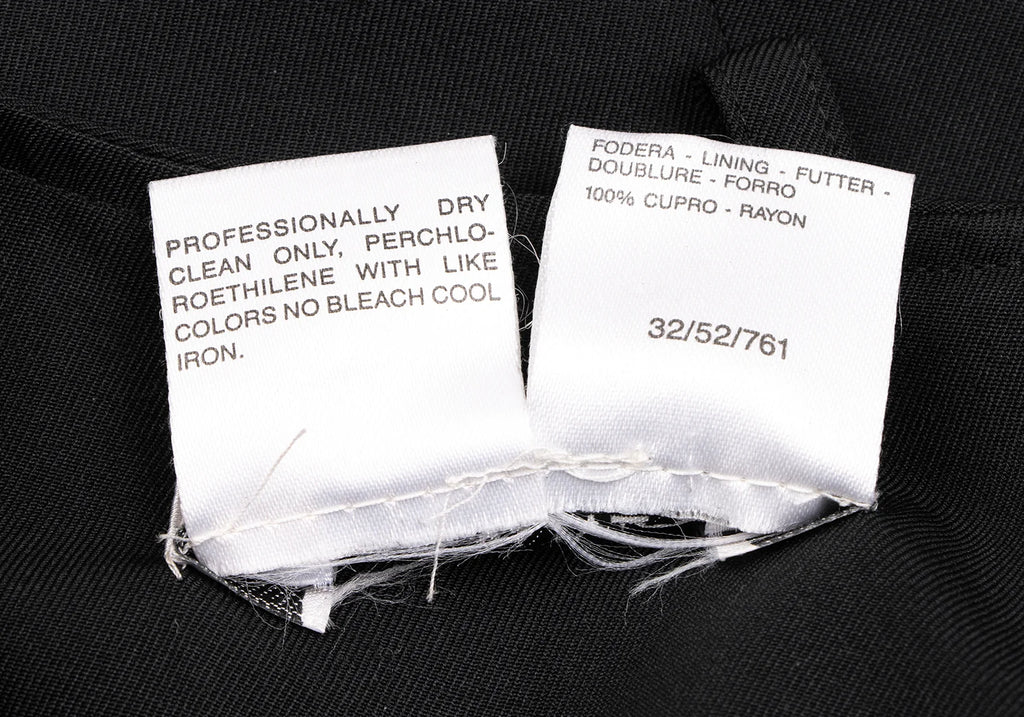 PROFESSIONALLY DRY
CLEAN ONLY, PERCHLO-
ROETHILENE WITH LIKE
COLORS NO BLEACH COOL
IRON.
FODERA - LINING - FUTTER -
DOUBLURE - FORRO
100% CUPRO - RAYON
32/52/761